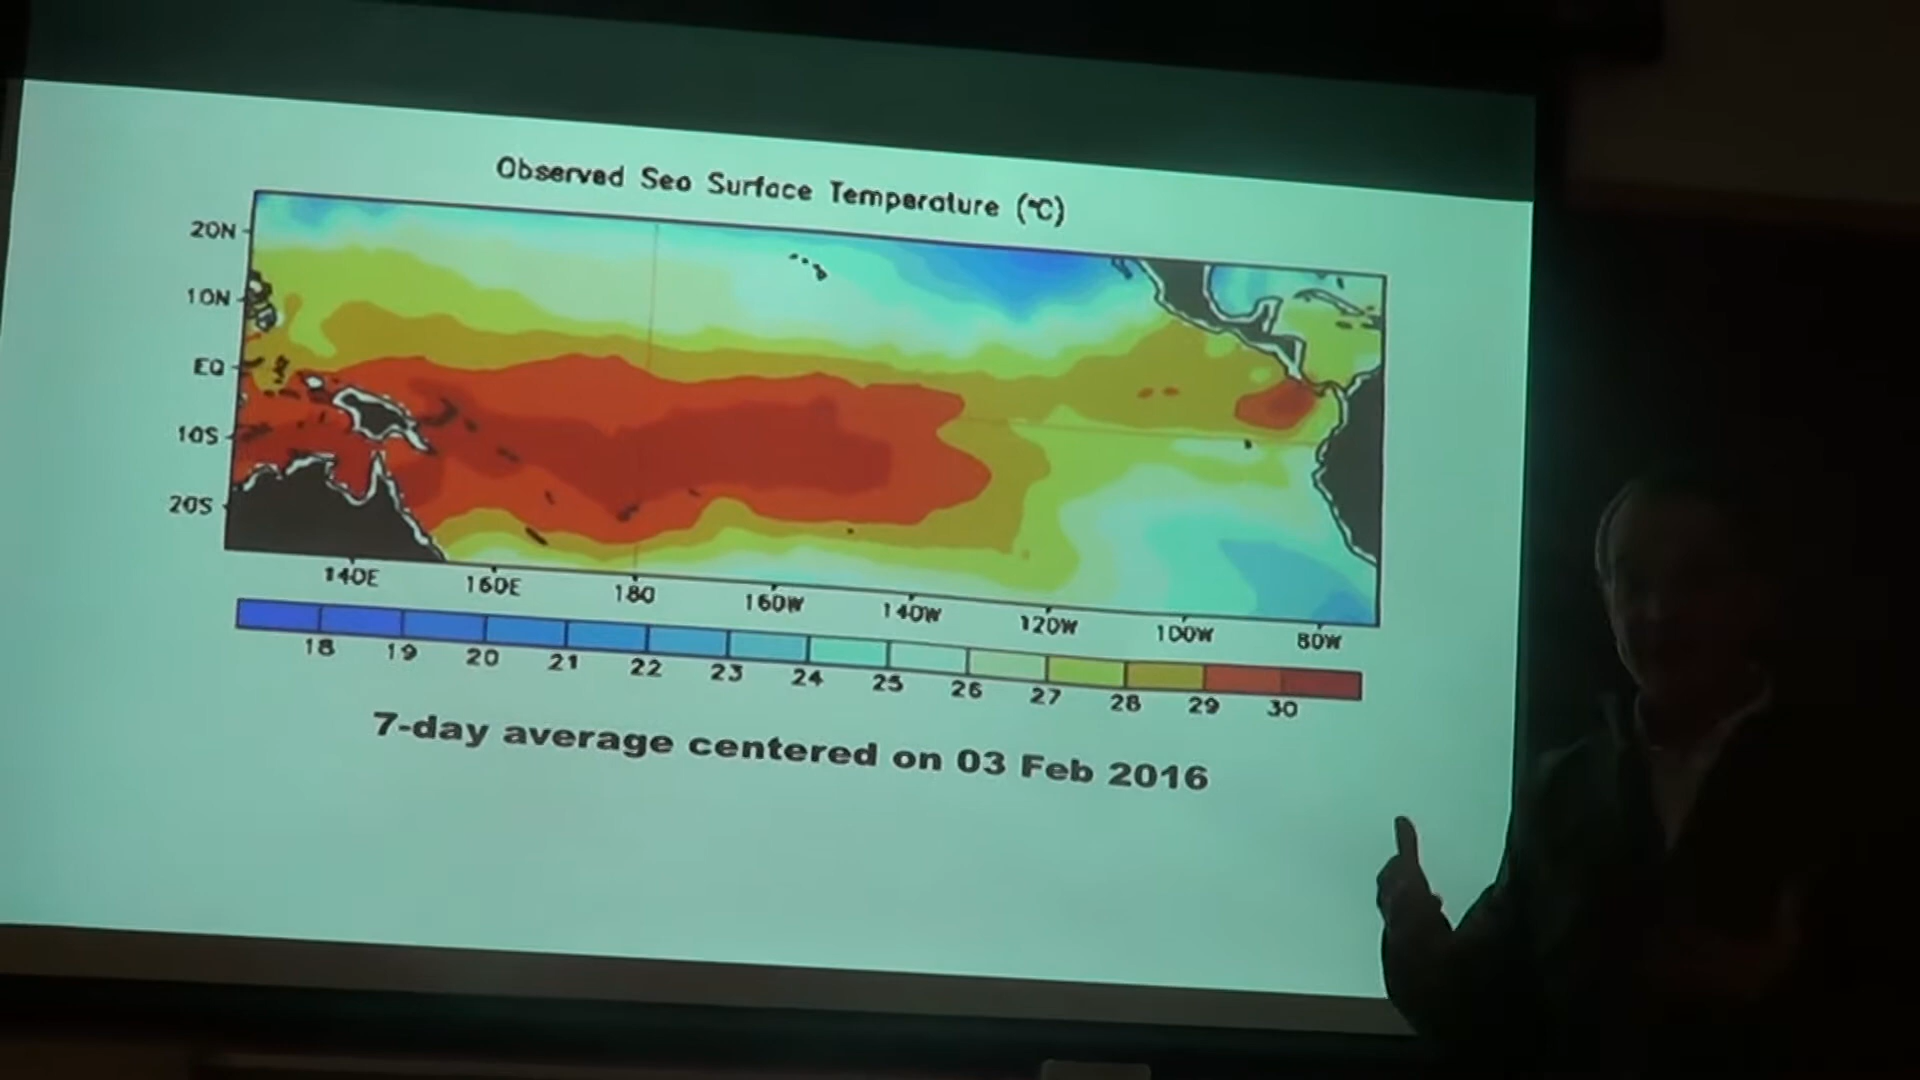 Observed Sea Surface Temperature (°C)
20N
10N
EQ
10S
20S
140E 160E 180 160W 140W 120W 100W 80W
18 19 20 21 22 23 24 25 26 27 28 29 30
7-day average centered on 03 Feb 2016